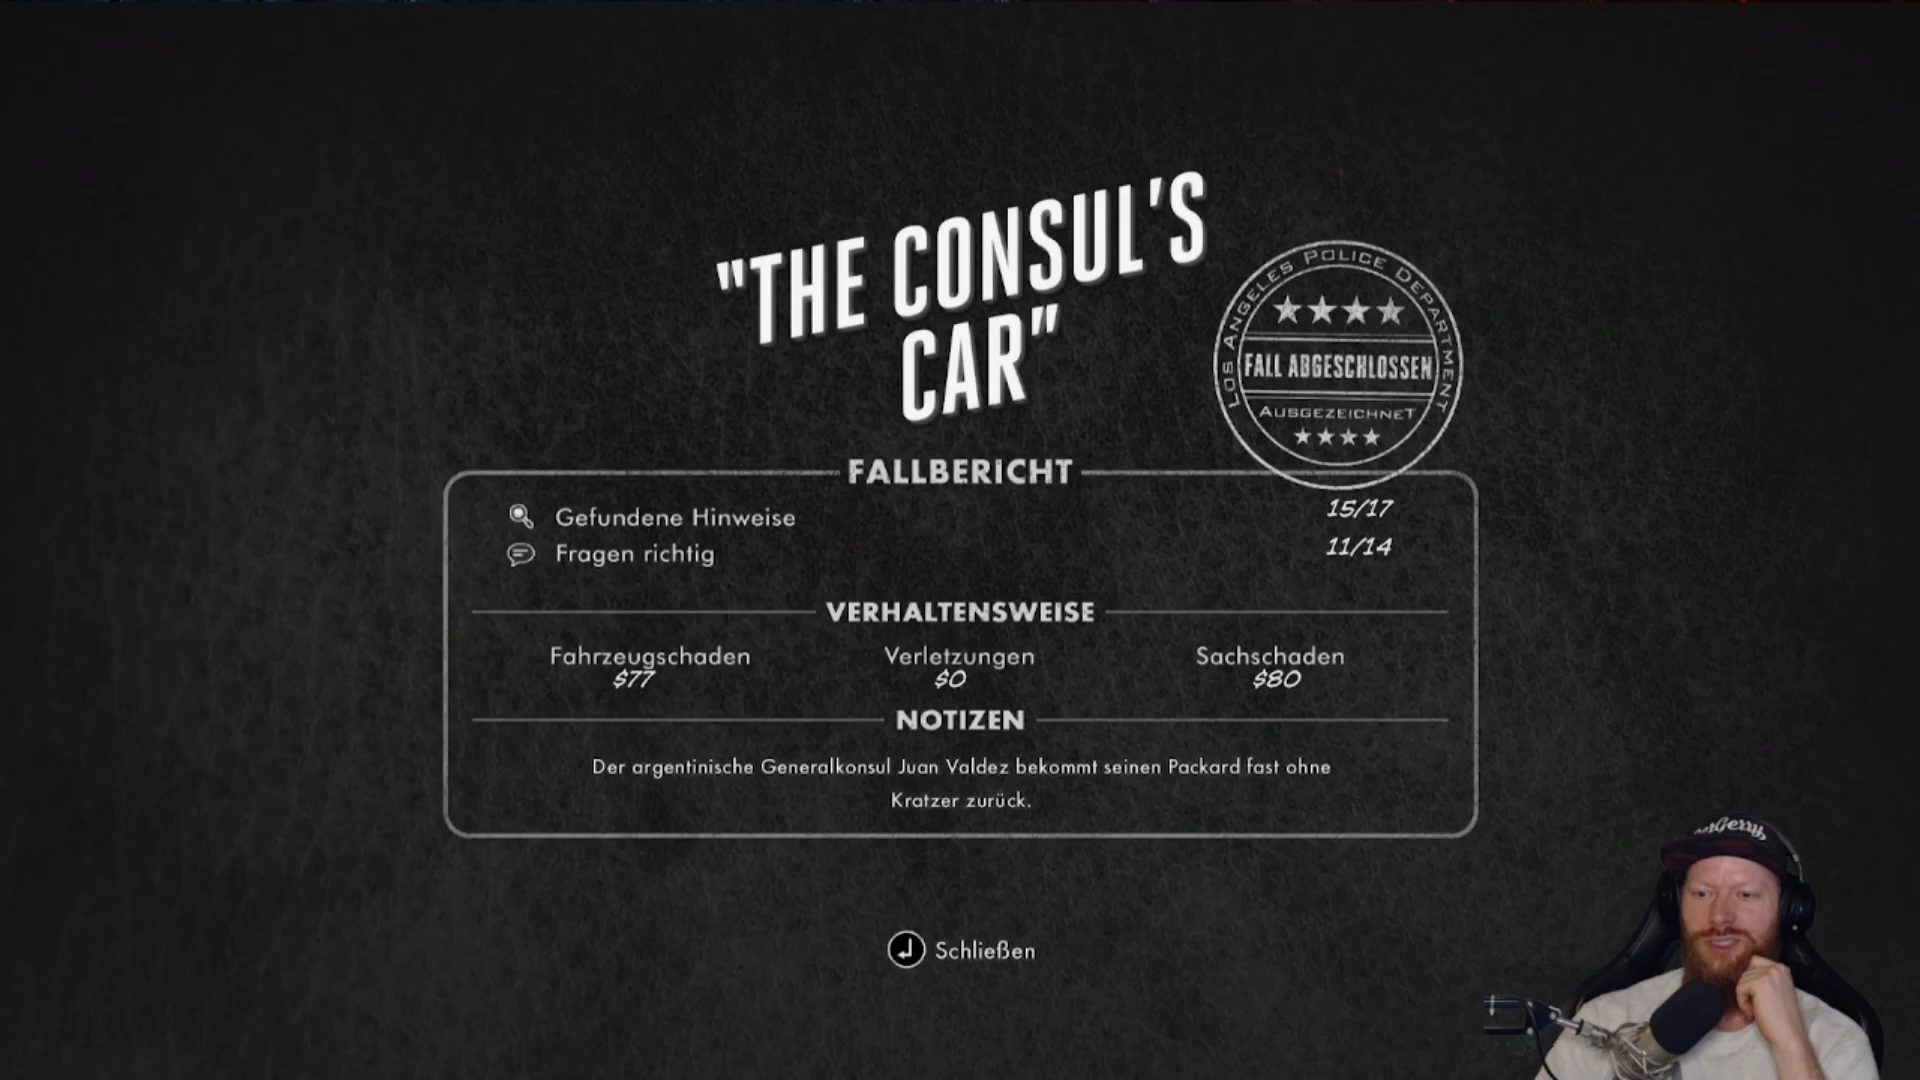 "THE CONSUL'S
CAR"
LOS ANGELES POLICE DEPARTMENT
FALL ABGESCHLOSSEN
AUSGEZEICHNET
FALLBERICHT
Gefundene Hinweise 15/17
Fragen richtig 11/14
VERHALTENSWEISE
Fahrzeugschaden Verletzungen Sachschaden
$77 $0 $80
NOTIZEN
Der argentinische Generalkonsul Juan Valdez bekommt seinen Packard fast ohne
Kratzer zurück.
Schließen